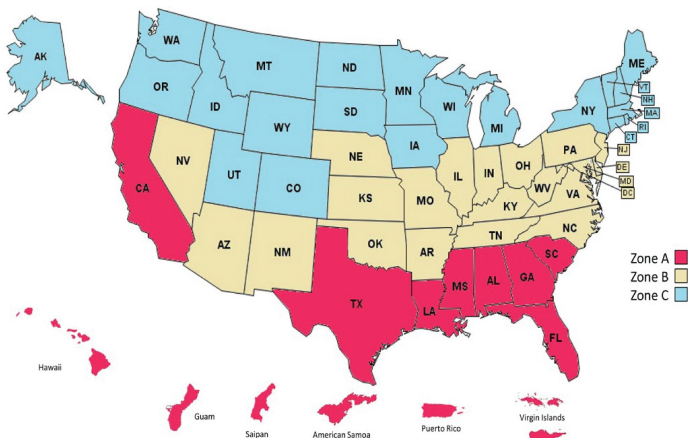 AK
WA
MT
ND
MN
ME
OR
ID
SD
WI
MI
NY
VT
NH
MA
RI
CT
WY
IA
NE
PA
NJ
NV
UT
CO
IL
IN
OH
DE
MD
DC
CA
KS
MO
WV
VA
KY
AZ
NM
OK
AR
TN
NC
SC
TX
LA
MS
AL
GA
FL
Zone A
Zone B
Zone C
Hawaii
Guam
Saipan
American Samoa
Puerto Rico
Virgin Islands